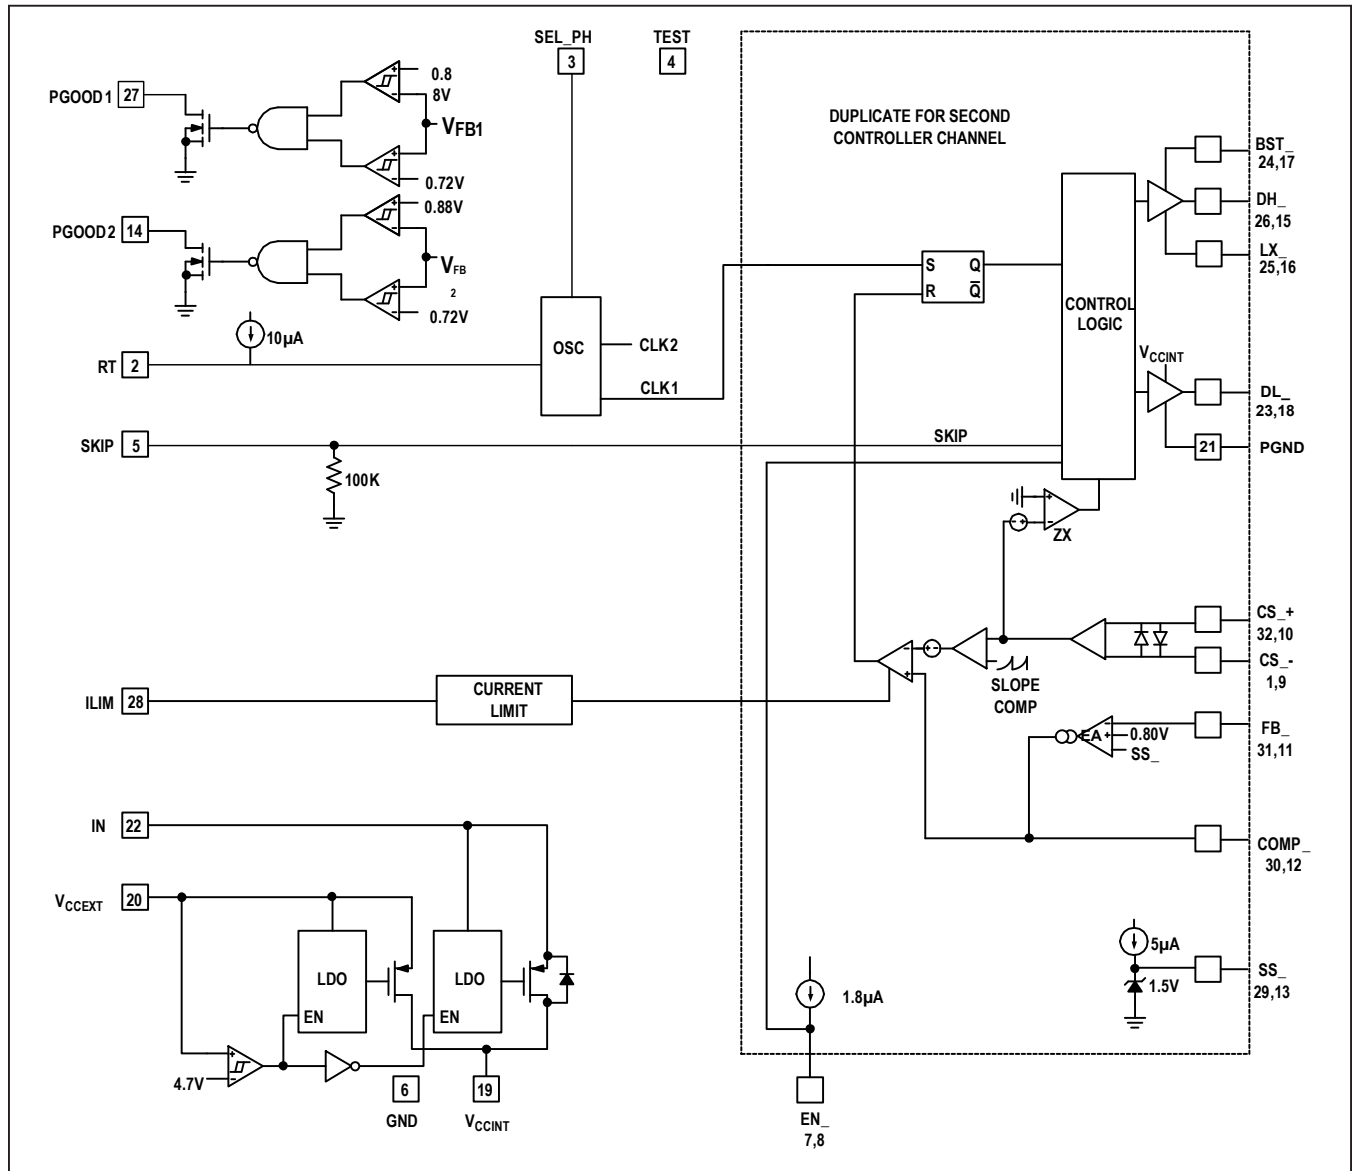 SEL_PH
3
TEST
4
PGOOD1
27
+
-
0.8
8V
VFB1
+
-
0.72V
PGOOD2
14
+
-
0.88V
VFB
2
+
-
0.72V
10µA
RT
2
OSC
CLK2
CLK1
SKIP
5
100K
SKIP
DUPLICATE FOR SECOND
CONTROLLER CHANNEL
S
Q
R
Q̅
CONTROL
LOGIC
BST_
24,17
DH_
26,15
LX_
25,16
VCCINT
DL_
23,18
21
PGND
+
-
- +
ZX
CS_+
32,10
CS_-
1,9
-
+
+ -
SLOPE
COMP
ILIM
28
CURRENT
LIMIT
EA
-
+
0.80V
SS_
FB_
31,11
COMP_
30,12
IN
22
VCCEXT
20
LDO
EN
LDO
EN
+
-
4.7V
6
GND
19
VCCINT
1.8µA
EN_
7,8
5µA
1.5V
SS_
29,13